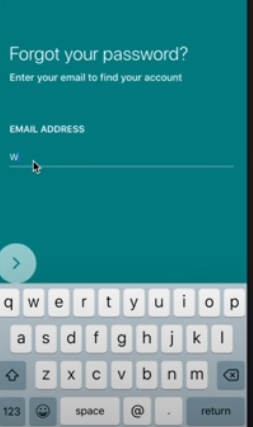 Forgot your password?
Enter your email to find your account
EMAIL ADDRESS
w
q w e r t y u i o p
a s d f g h j k l
z x c v b n m
123 space @ . return